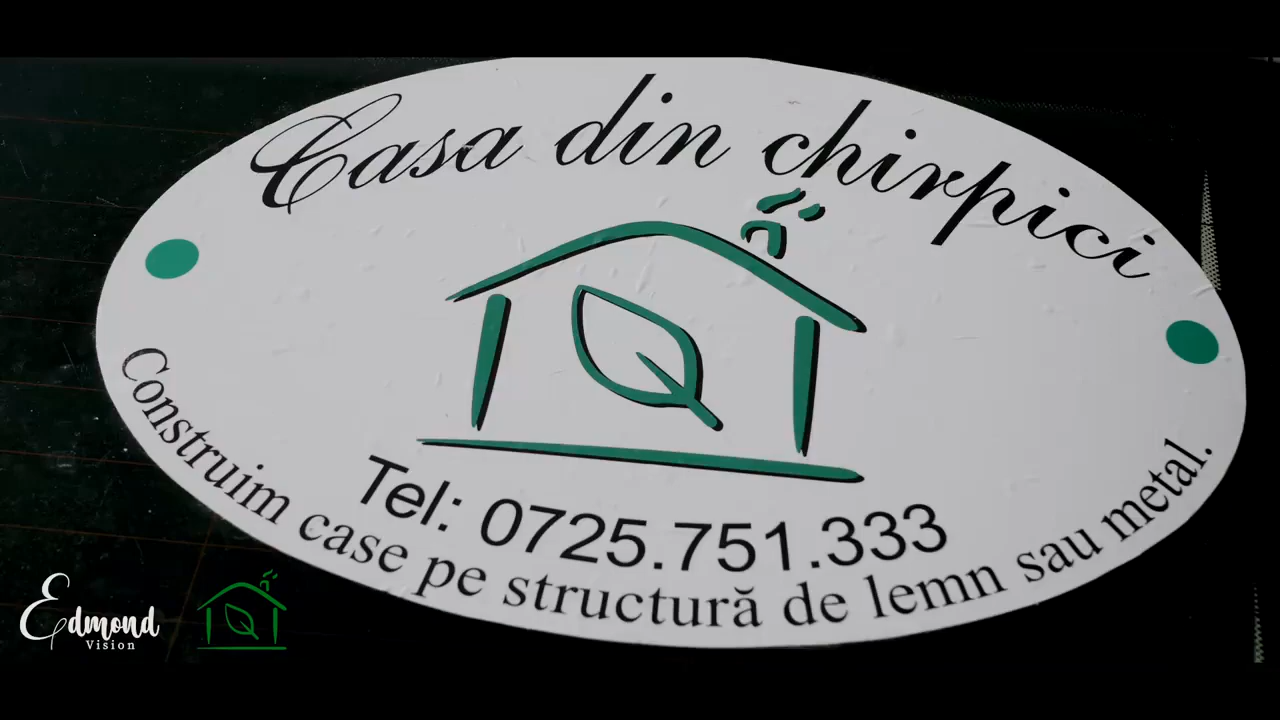 Casa din chirpici
Tel: 0725.751.333
Construim case pe structură de lemn sau metal.
Edmond
Vision